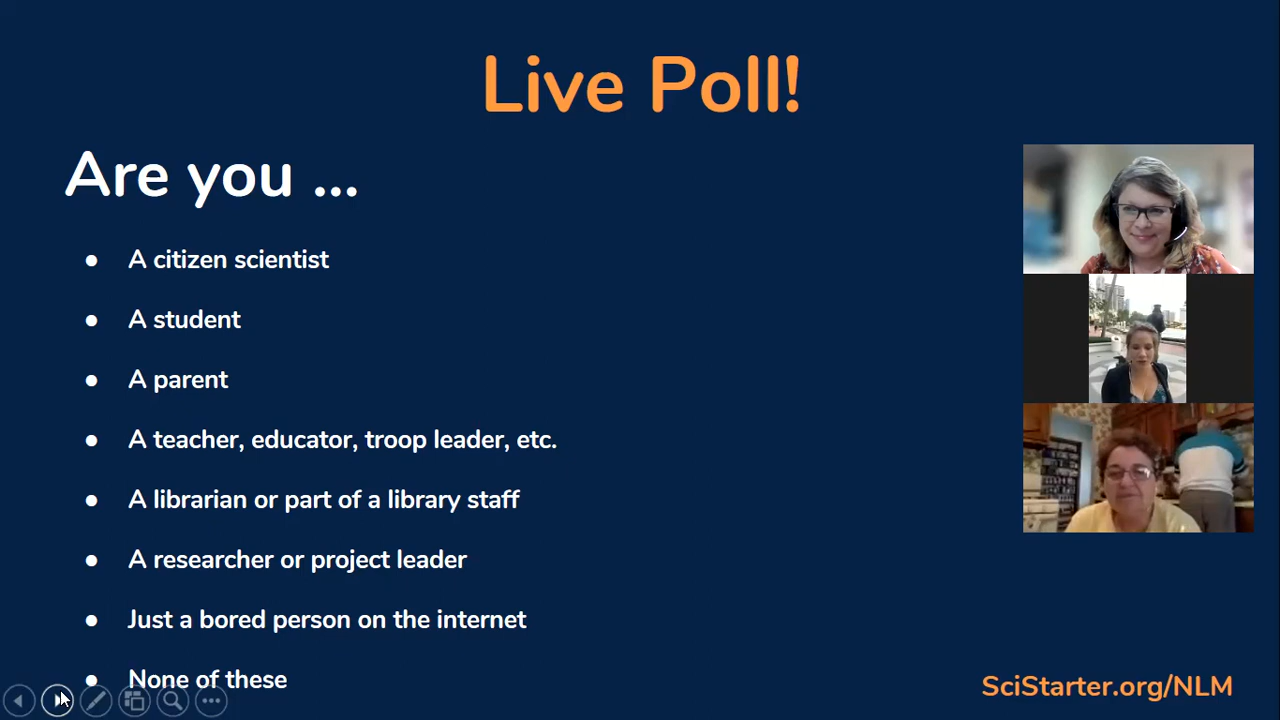 Live Poll!
Are you ...
● A citizen scientist
● A student
● A parent
● A teacher, educator, troop leader, etc.
● A librarian or part of a library staff
● A researcher or project leader
● Just a bored person on the internet
● None of these
SciStarter.org/NLM